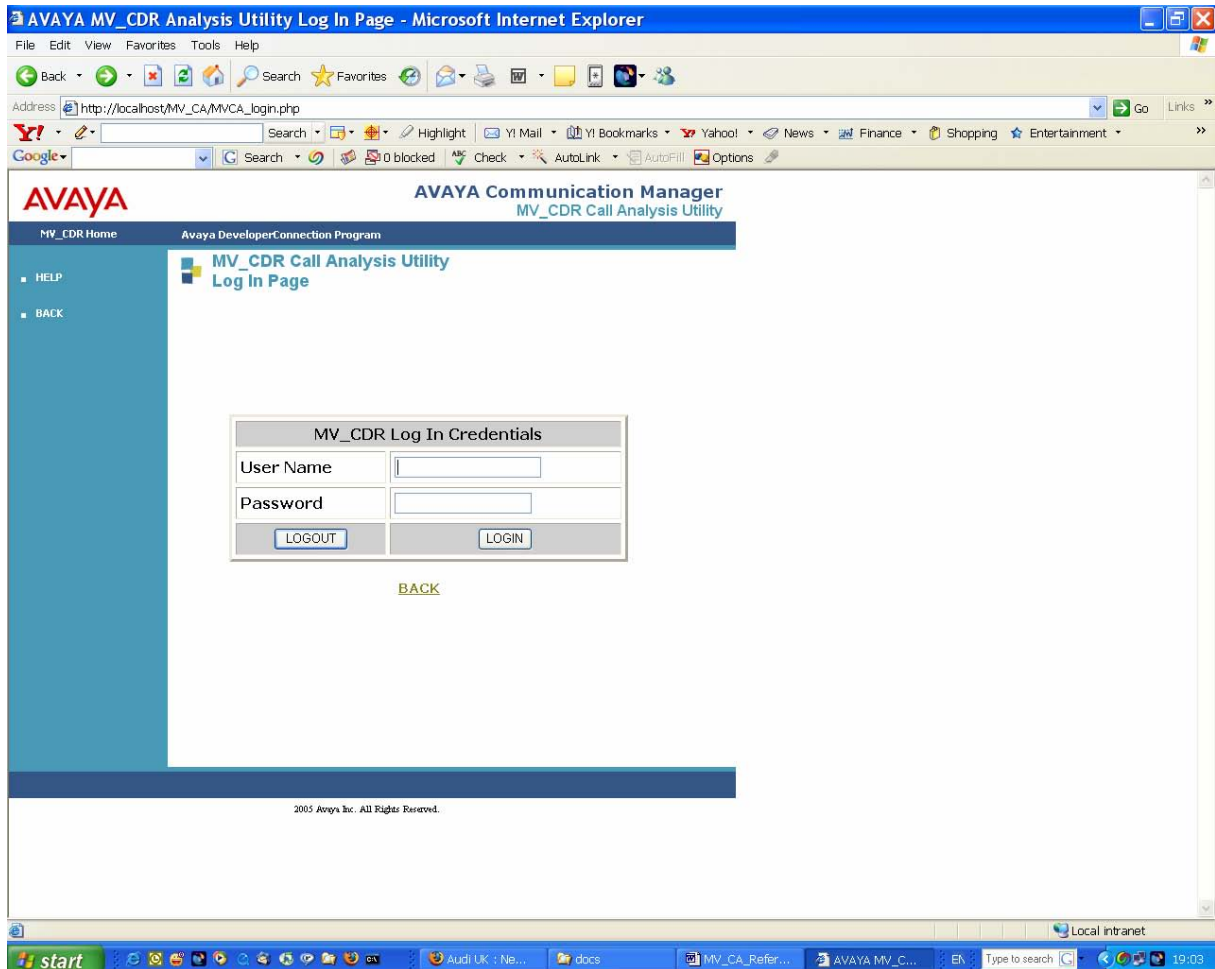 AVAYA MV_CDR Analysis Utility Log In Page - Microsoft Internet Explorer
File Edit View Favorites Tools Help
Back Search Favorites
Address http://localhost/MV_CA/MVCA_login.php Go Links »
Y! Search Highlight Y! Mail Y! Bookmarks Yahoo! News Finance Shopping Entertainment »
Google Search 0 blocked Check AutoLink AutoFill Options
AVAYA
AVAYA Communication Manager
MV_CDR Call Analysis Utility
MV_CDR Home Avaya DeveloperConnection Program
MV_CDR Call Analysis Utility
Log In Page
HELP
BACK
MV_CDR Log In Credentials
User Name
Password
LOGOUT LOGIN
BACK
2005 Avaya Inc. All Rights Reserved.
Local intranet
start Audi UK : Ne... docs MV_CA_Refer... AVAYA MV_C... EN Type to search 19:03